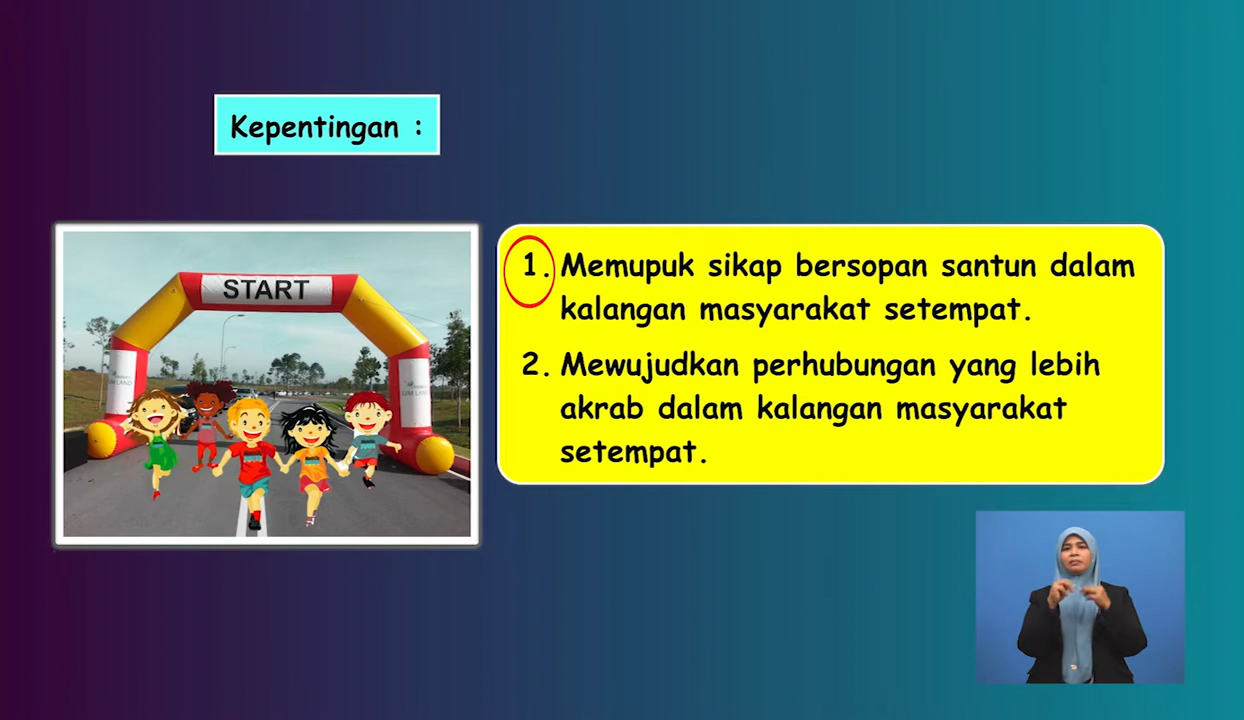 Kepentingan :
START
1. Memupuk sikap bersopan santun dalam
kalangan masyarakat setempat.
2. Mewujudkan perhubungan yang lebih
akrab dalam kalangan masyarakat
setempat.